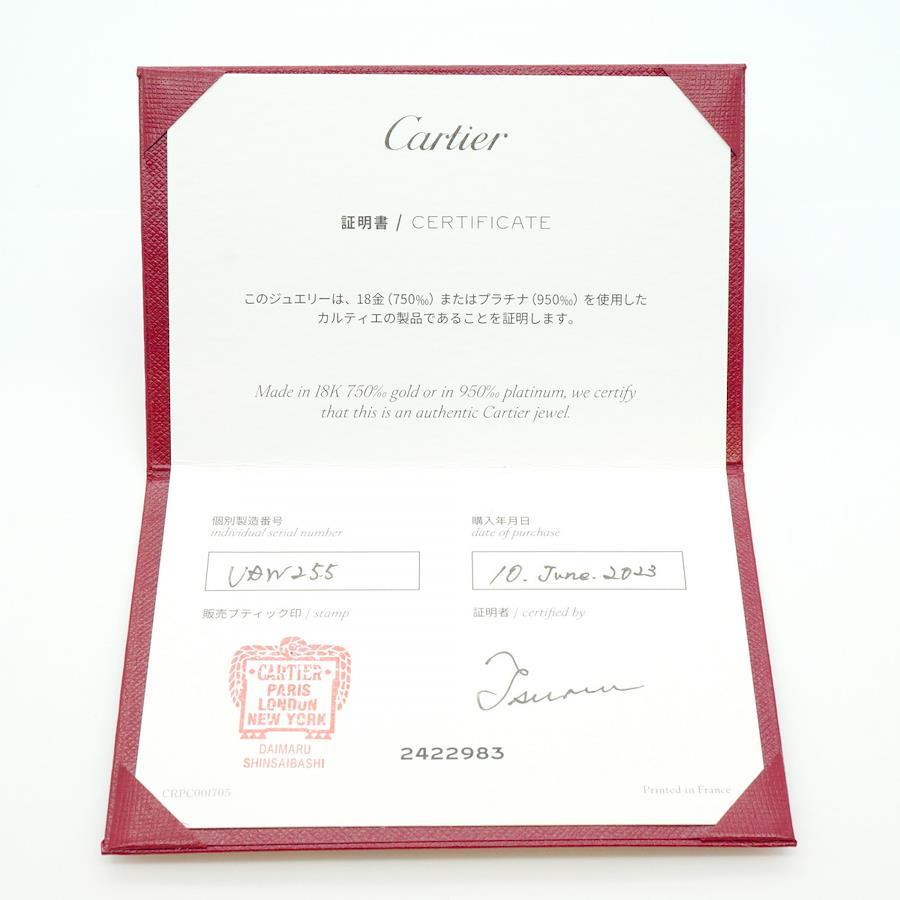 Cartier
証明書 / CERTIFICATE
このジュエリーは、18金 (750‰) またはプラチナ (950‰) を使用した
カルティエの製品であることを証明します。
Made in 18K 750‰ gold or in 950‰ platinum, we certify
that this is an authentic Cartier jewel.
個別製造番号
individual serial number
購入年月日
date of purchase
10. June. 2023
販売ブティック印 / stamp
証明者 / certified by
CARTIER
PARIS
LONDON
NEW YORK
DAIMARU
SHINSAIBASHI
2422983
CRPC001705
Printed in France